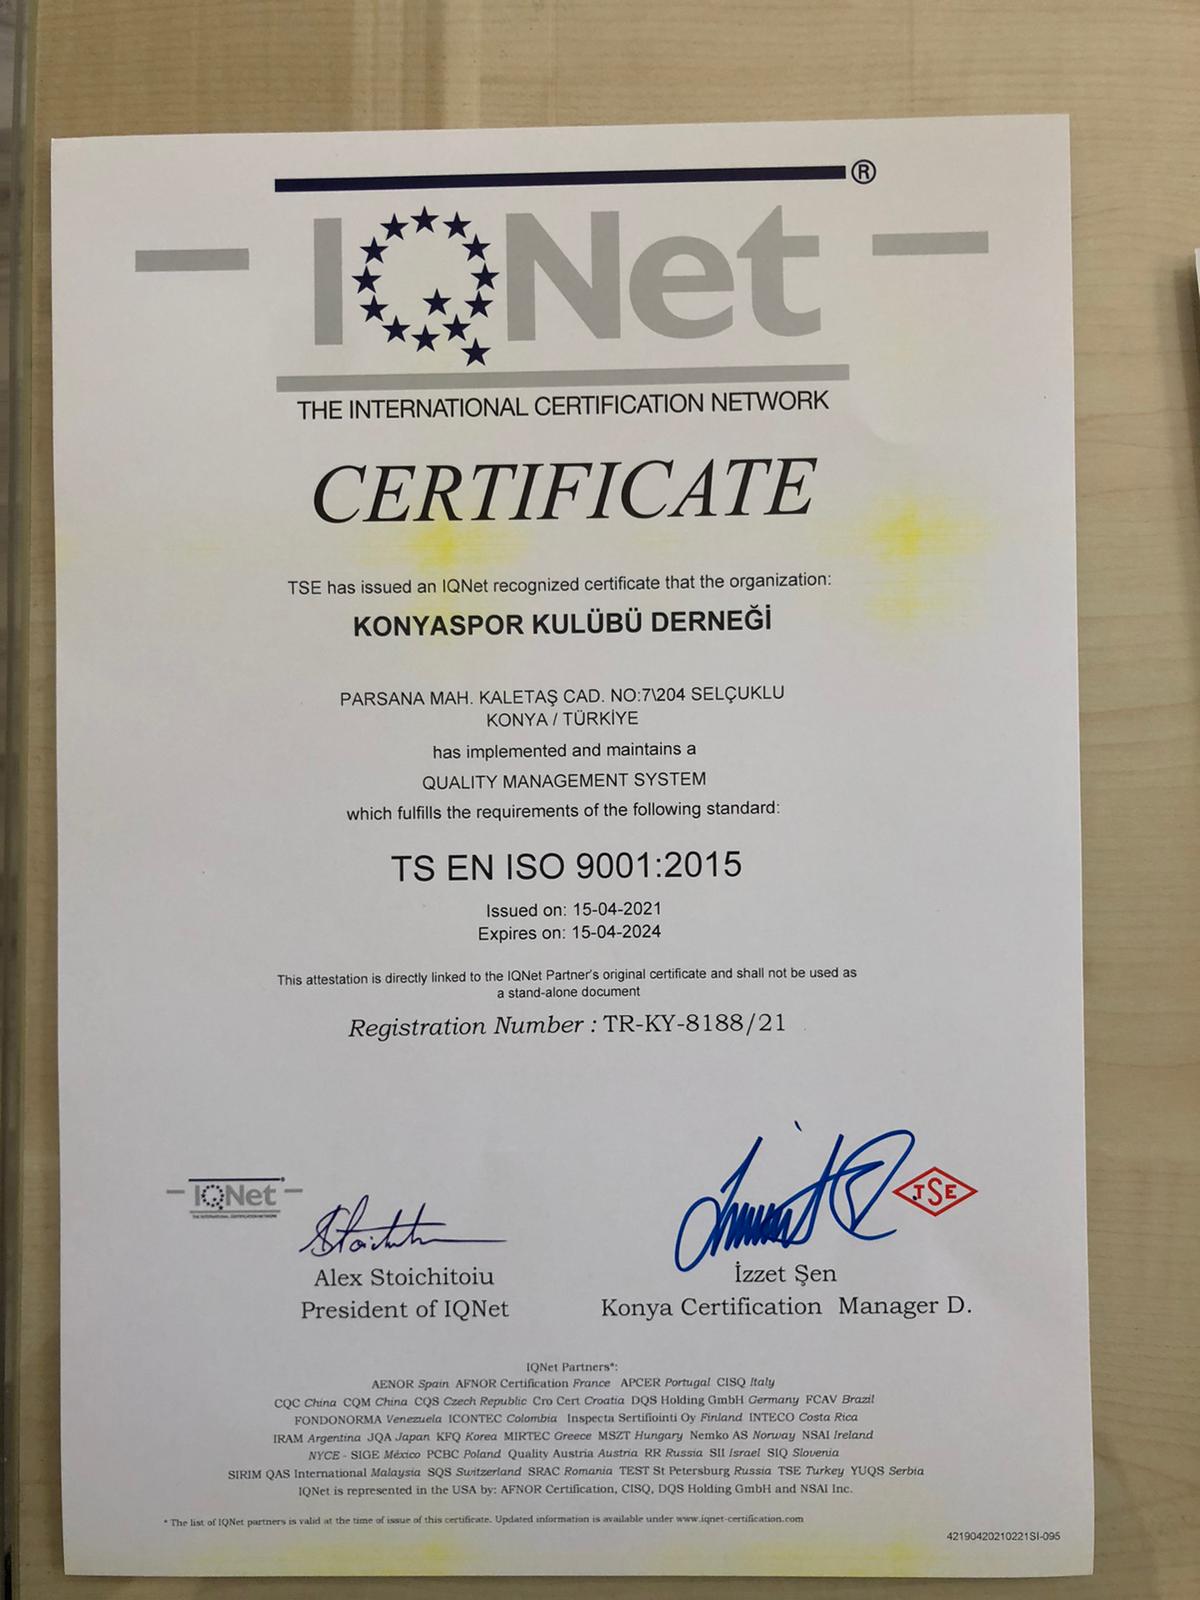 IQNet ®
THE INTERNATIONAL CERTIFICATION NETWORK
CERTIFICATE
TSE has issued an IQNet recognized certificate that the organization:
KONYASPOR KULÜBÜ DERNEĞİ
PARSANA MAH. KALETAŞ CAD. NO:7\204 SELÇUKLU
KONYA / TÜRKİYE
has implemented and maintains a
QUALITY MANAGEMENT SYSTEM
which fulfills the requirements of the following standard:
TS EN ISO 9001:2015
Issued on: 15-04-2021
Expires on: 15-04-2024
This attestation is directly linked to the IQNet Partner's original certificate and shall not be used as
a stand-alone document
Registration Number : TR-KY-8188/21
IQNet
THE INTERNATIONAL CERTIFICATION NETWORK
TSE
Alex Stoichitoiu
President of IQNet
İzzet Şen
Konya Certification Manager D.
IQNet Partners*:
AENOR Spain AFNOR Certification France APCER Portugal CISQ Italy
CQC China CQM China CQS Czech Republic Cro Cert Croatia DQS Holding GmbH Germany FCAV Brazil
FONDONORMA Venezuela ICONTEC Colombia Inspecta Sertifiointi Oy Finland INTECO Costa Rica
IRAM Argentina JQA Japan KFQ Korea MIRTEC Greece MSZT Hungary Nemko AS Norway NSAI Ireland
NYCE - SIGE México PCBC Poland Quality Austria Austria RR Russia SII Israel SIQ Slovenia
SIRIM QAS International Malaysia SQS Switzerland SRAC Romania TEST St Petersburg Russia TSE Turkey YUQS Serbia
IQNet is represented in the USA by: AFNOR Certification, CISQ, DQS Holding GmbH and NSAI Inc.
* The list of IQNet partners is valid at the time of issue of this certificate. Updated information is available under www.iqnet-certification.com
42190420210221SI-095